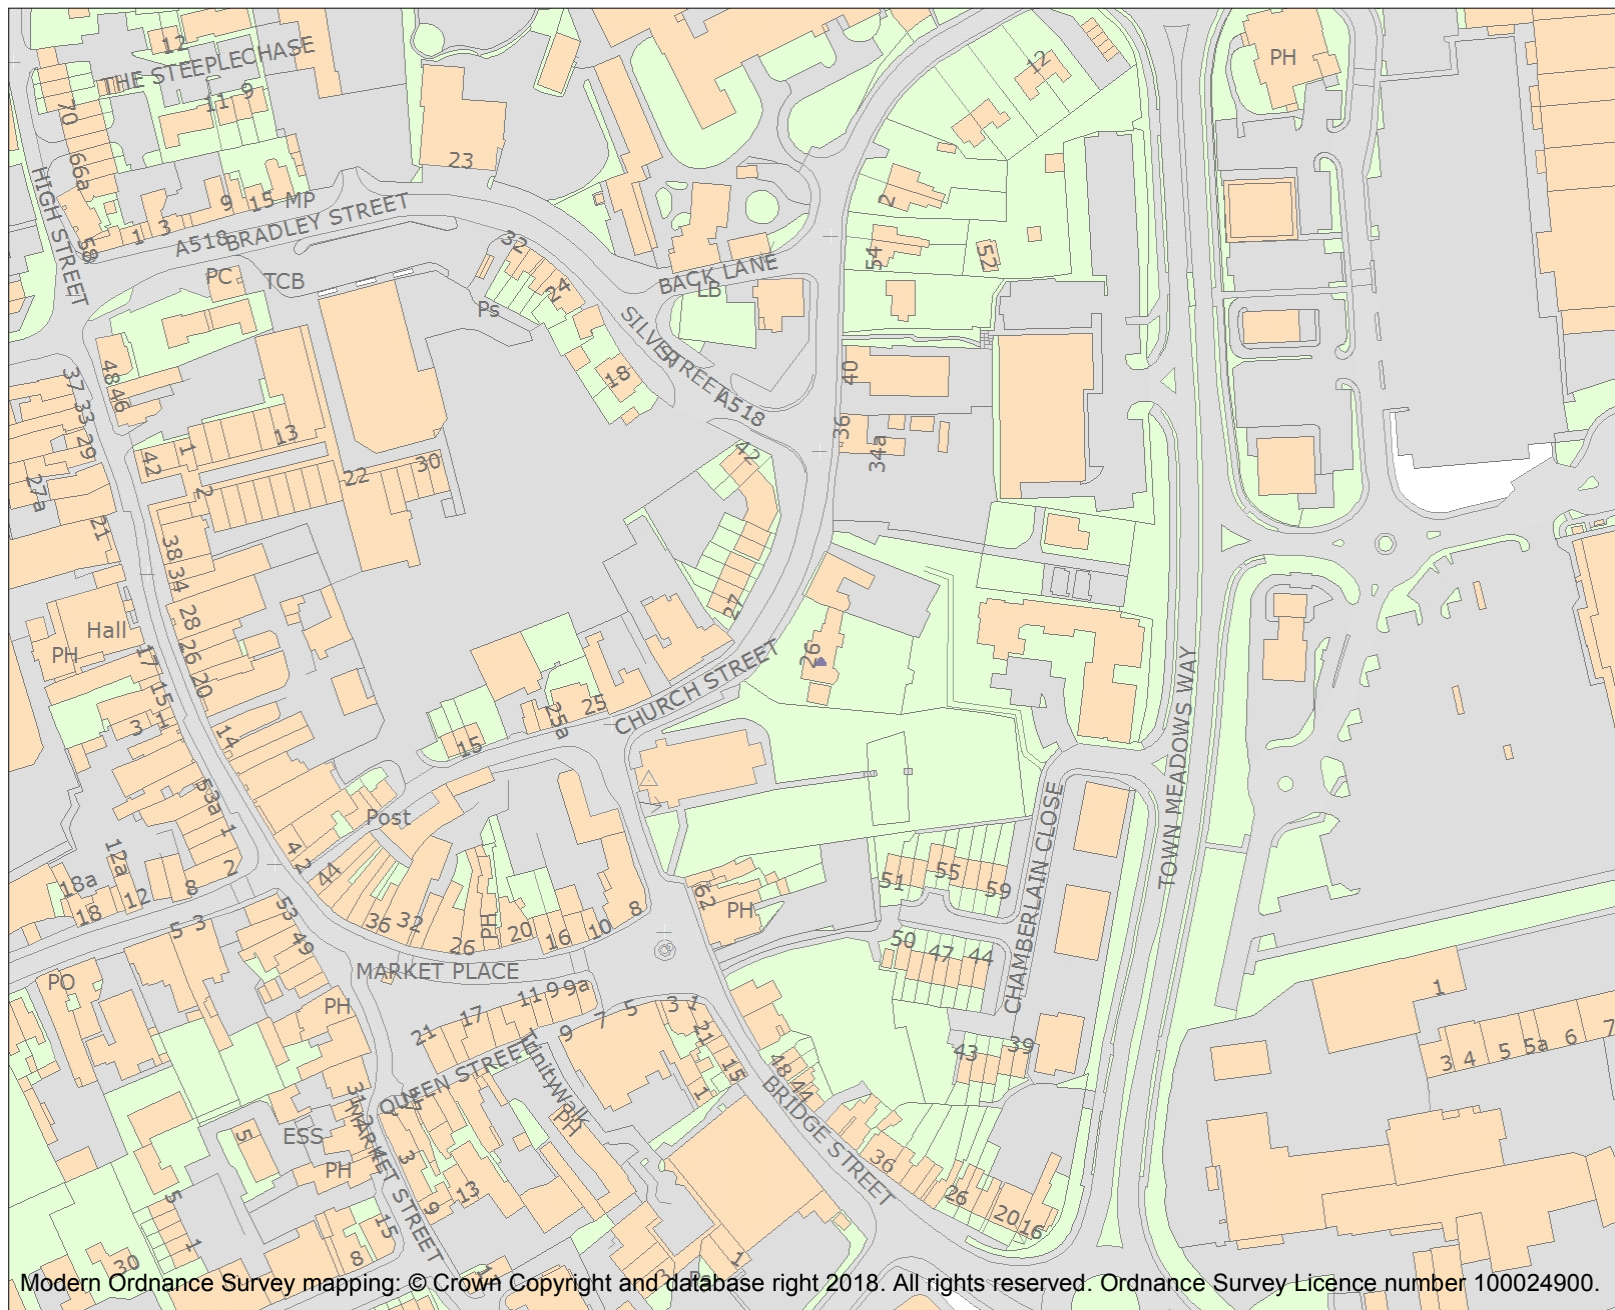 12
THE STEEPLECHASE
11 9
70
66a
23
HIGH STREET
58
1 3
9 15 MP
A518 BRADLEY STREET
PC TCB
32
24
Ps
18
BACK LANE
LB
SILVER STREET
A518
12
2
54
52
PH
40
36
34a
42
37
33
29
48
46
42
1
13
2
22
30
27a
21
38
34
28
26
20
Hall
PH
17
15
3 1
14
27
26
CHURCH STREET
25
25a
15
53a
1
2
42
Post
44
36 32
26
PH
20
16
10
8
62
PH
12a
18a
18
12
8
5 3
53
49
PO
MARKET PLACE
PH
51
55
59
50
47
44
43
39
CHAMBERLAIN CLOSE
TOWN MEADOWS WAY
21
17
11 9 9a
9
7
5
3 1
21
15
1
QUEEN STREET
TrinityWalk
PH
31
MARKET STREET
ESS
5
PH
3
9
13
15
8
5
1
30
48 44
BRIDGE STREET
36
26
20 16
1
3
1
1
3 4 5 5a 6 7
Modern Ordnance Survey mapping: © Crown Copyright and database right 2018. All rights reserved. Ordnance Survey Licence number 100024900.